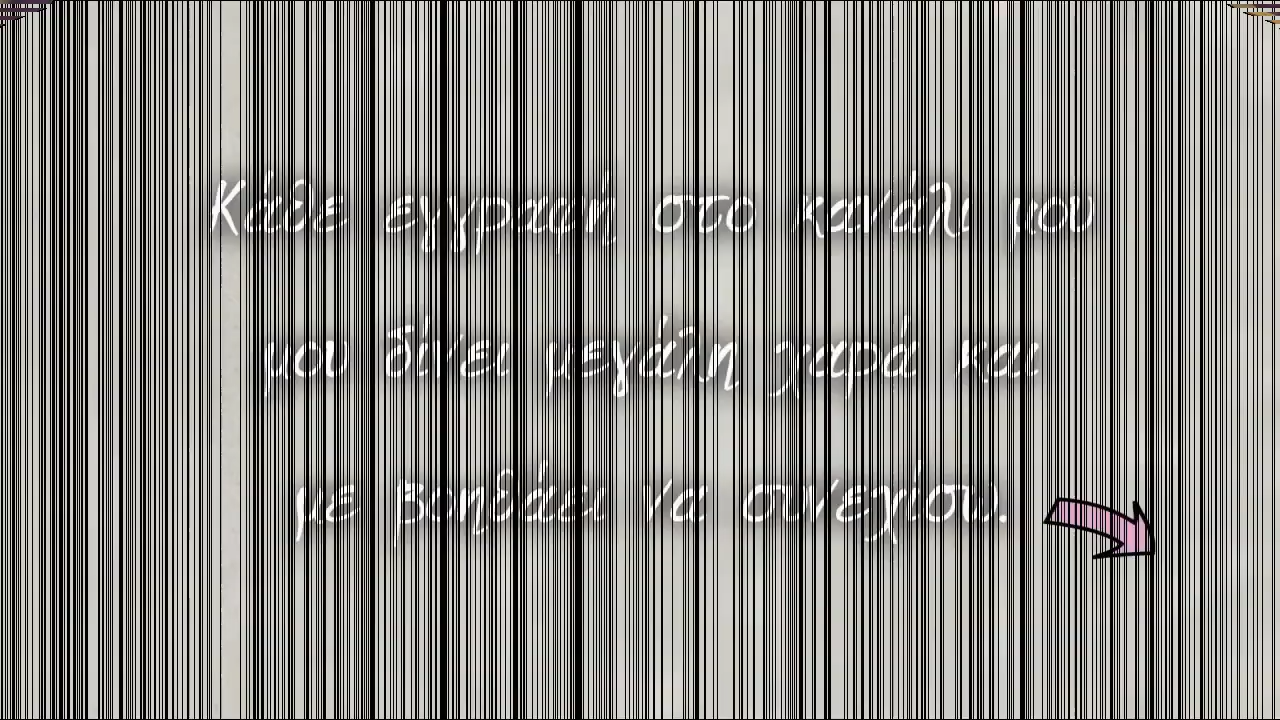 Κάθε εγγραφή στο κανάλι μου
μου δίνει μεγάλη χαρά και
με βοηθάει να συνεχίσω.